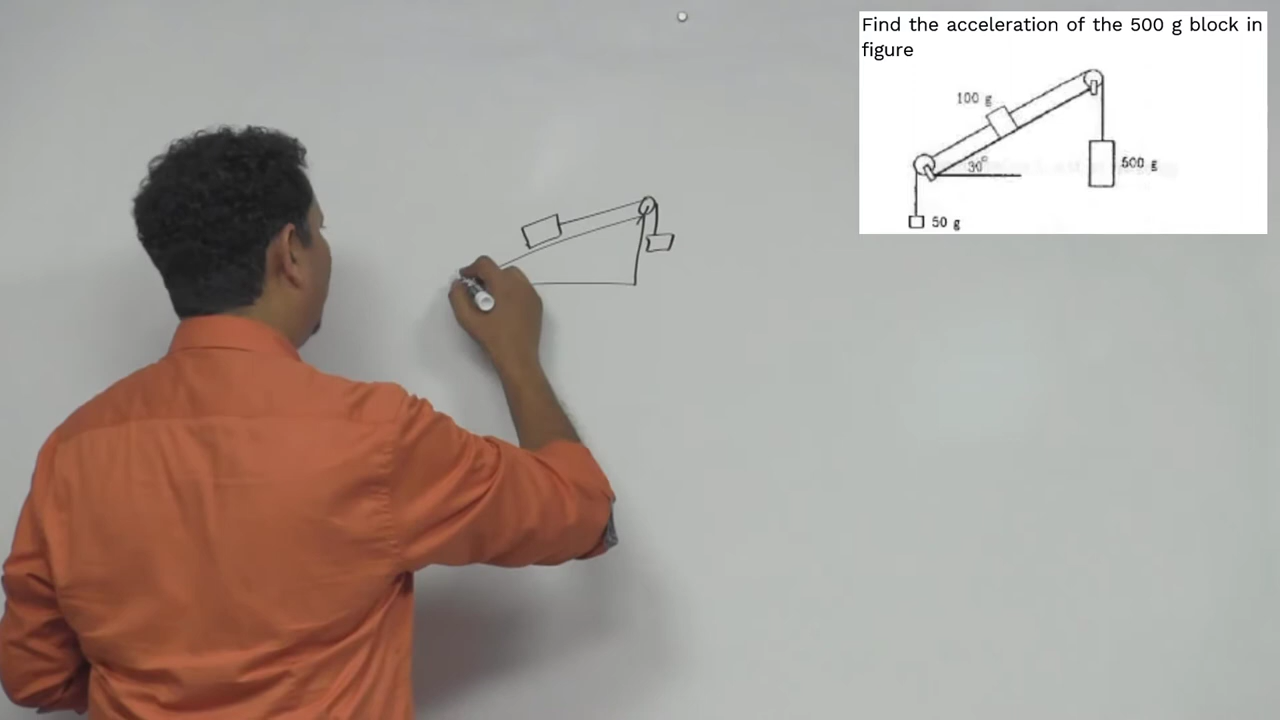 Find the acceleration of the 500 g block in
figure
100 g
30°
500 g
50 g